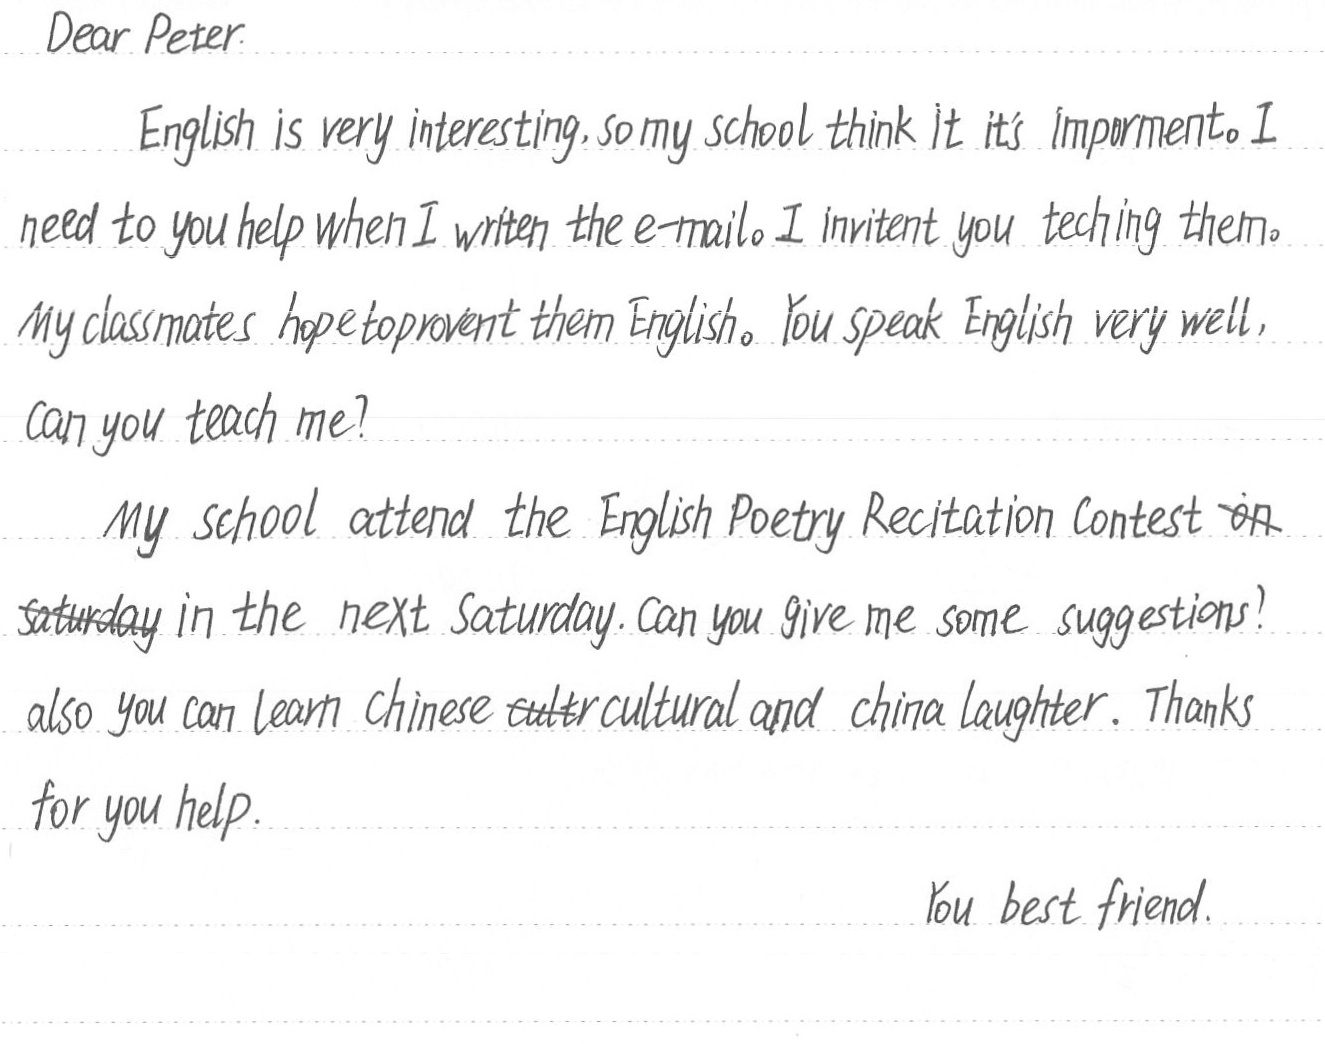 Dear Peter.
English is very interesting, so my school think it it's imporment。I
need to you help when I writen the e-mail。I invitent you teching them。
My classmates hope to provent them English。You speak English very well,
Can you teach me?
My school attend the English Poetry Recitation Contest on
saturday in the next Saturday. Can you give me some suggestions?
also you can learn Chinese cultr cultural and china laughter. Thanks
for you help.
You best friend.